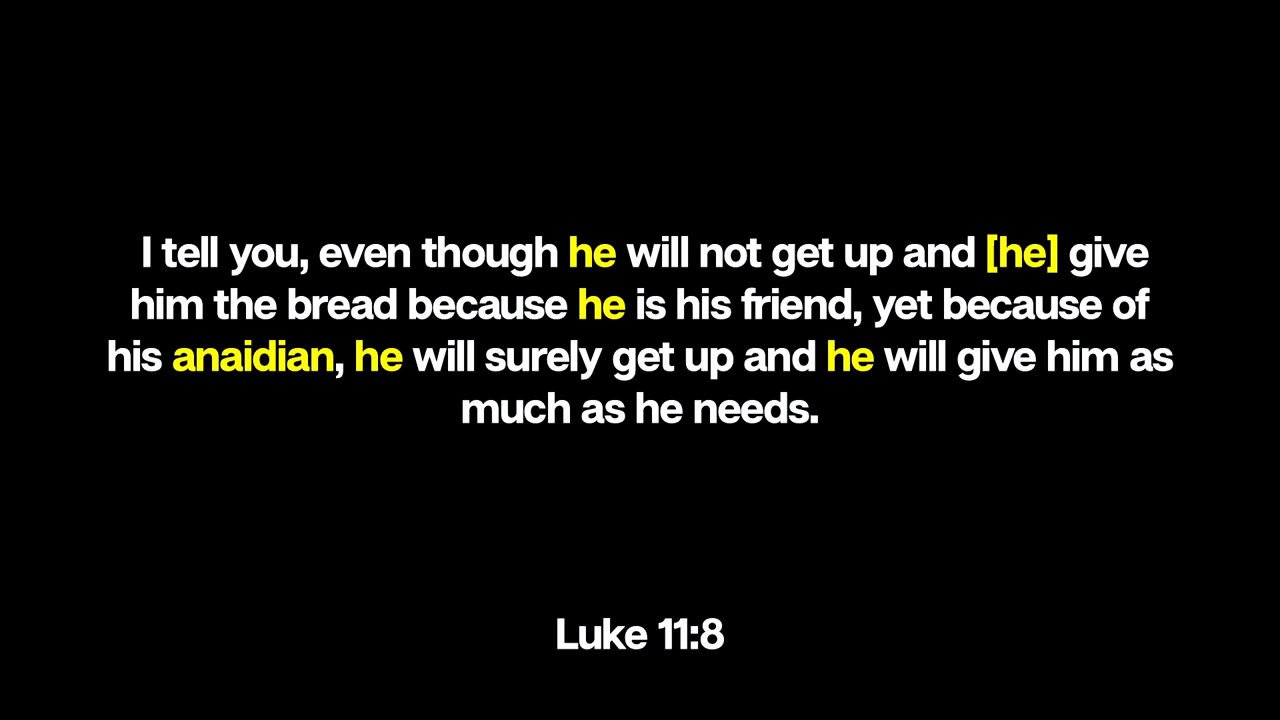 I tell you, even though he will not get up and [he] give
him the bread because he is his friend, yet because of
his anaidian, he will surely get up and he will give him as
much as he needs.
Luke 11:8